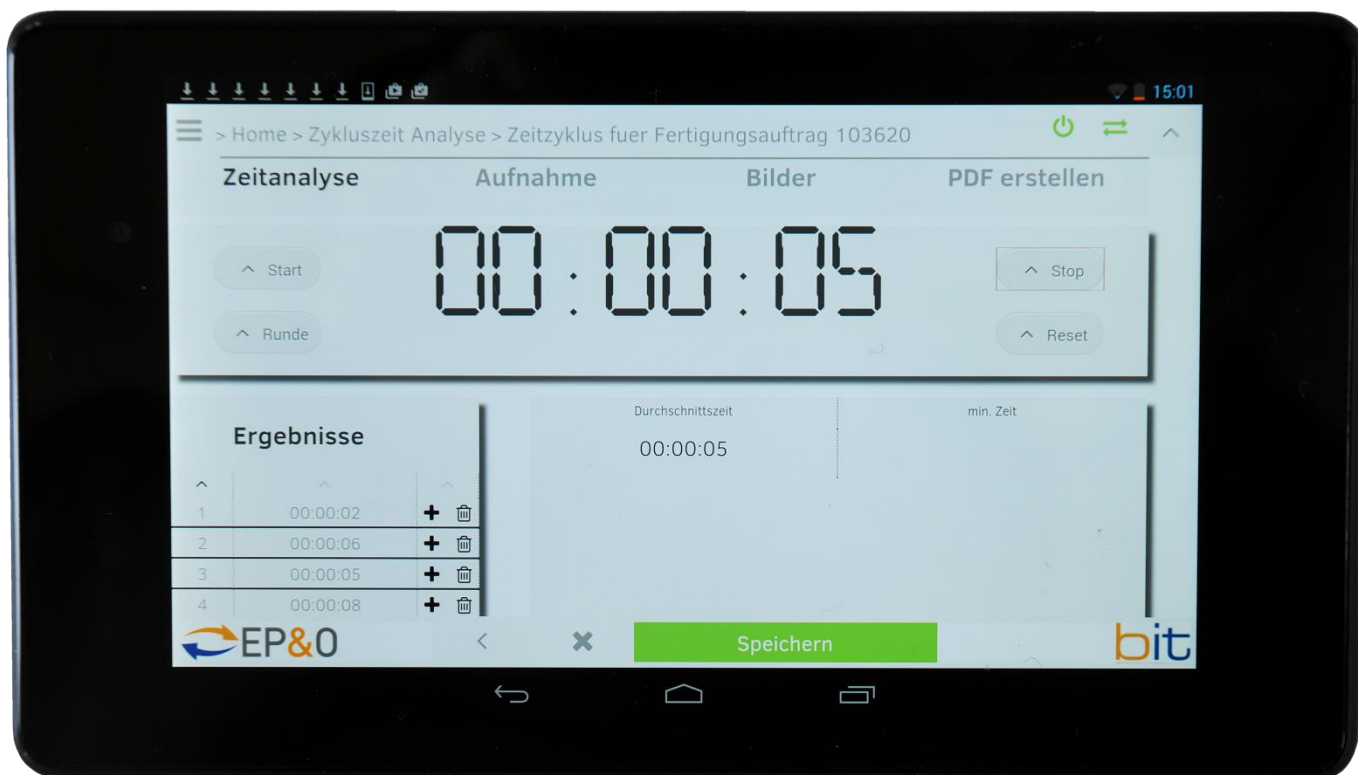 15:01
> Home > Zykluszeit Analyse > Zeitzyklus fuer Fertigungsauftrag 103620
Zeitanalyse Aufnahme Bilder PDF erstellen
00:00:05
Start
Stop
Runde
Reset
Ergebnisse
1 00:00:02
2 00:00:06
3 00:00:05
4 00:00:08
Durchschnittszeit
00:00:05
min. Zeit
EP&O
Speichern
bit